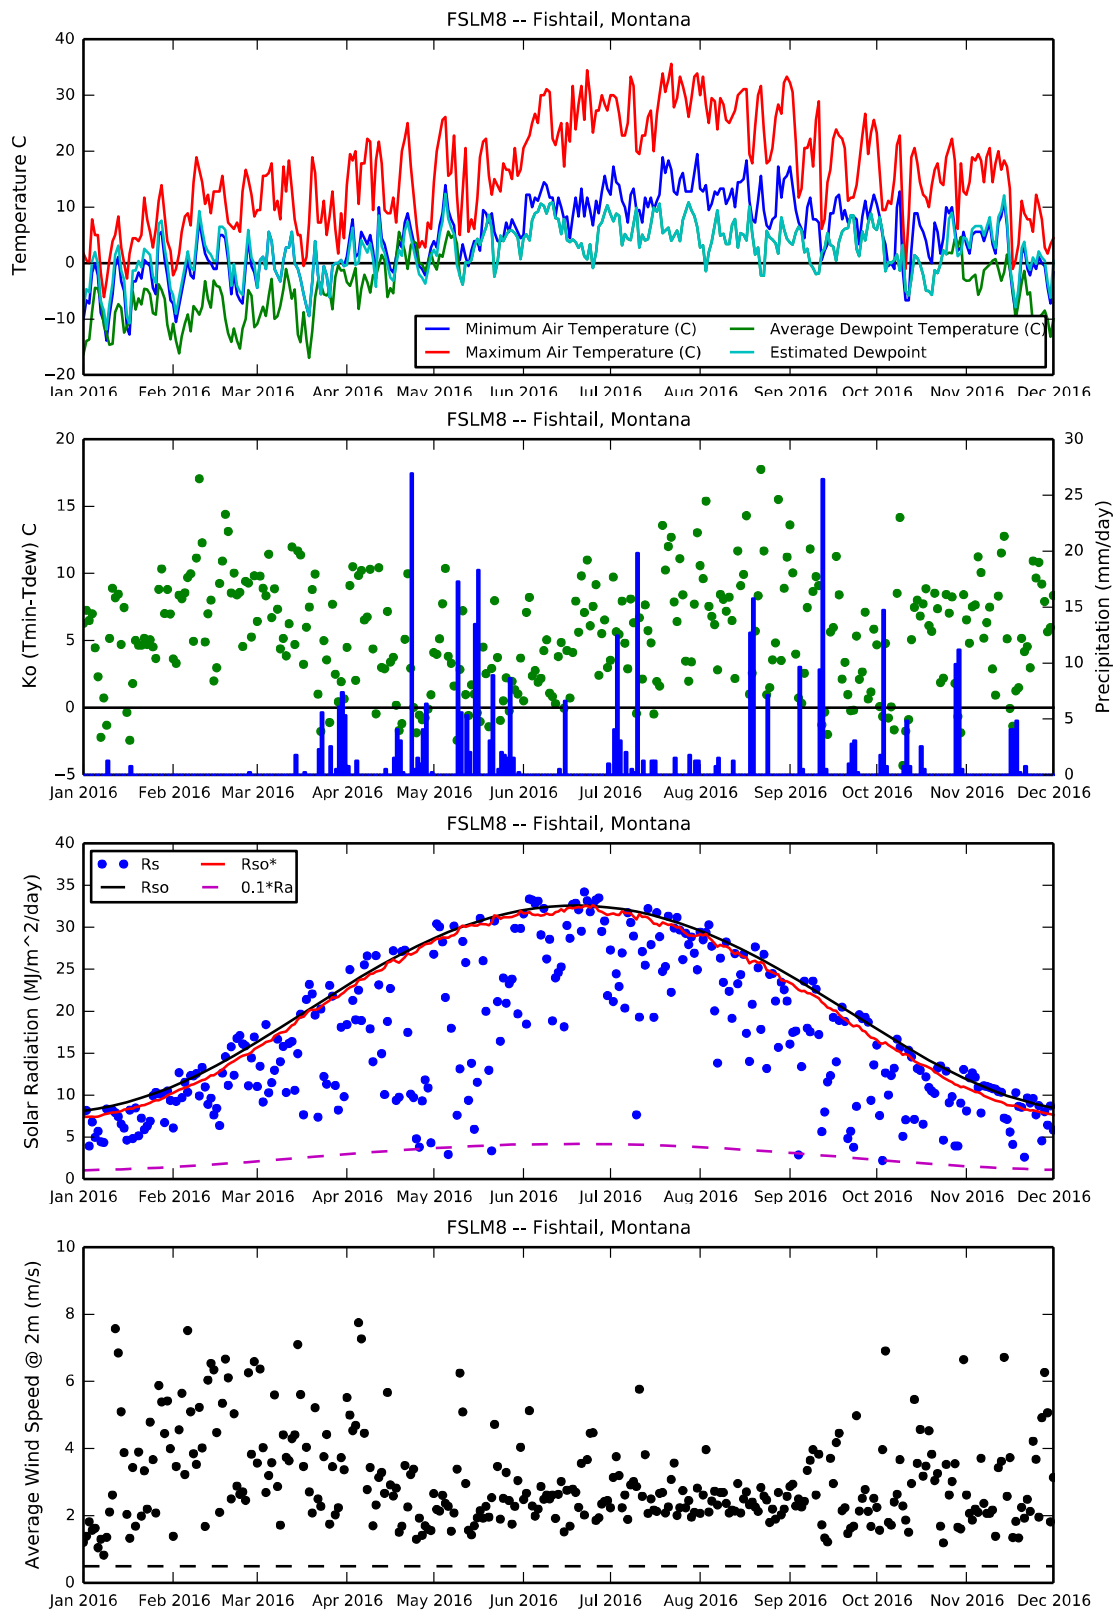 FSLM8 -- Fishtail, Montana
40
30
20
10
0
−10
−20
Temperature C
Minimum Air Temperature (C)
Maximum Air Temperature (C)
Average Dewpoint Temperature (C)
Estimated Dewpoint
Jan 2016 Feb 2016 Mar 2016 Apr 2016 May 2016 Jun 2016 Jul 2016 Aug 2016 Sep 2016 Oct 2016 Nov 2016 Dec 2016
FSLM8 -- Fishtail, Montana
20
15
10
5
0
−5
Ko (Tmin-Tdew) C
30
25
20
15
10
5
0
Precipitation (mm/day)
Jan 2016 Feb 2016 Mar 2016 Apr 2016 May 2016 Jun 2016 Jul 2016 Aug 2016 Sep 2016 Oct 2016 Nov 2016 Dec 2016
FSLM8 -- Fishtail, Montana
40
35
30
25
20
15
10
5
0
Solar Radiation (MJ/m^2/day)
Rs
Rso
Rso*
0.1*Ra
Jan 2016 Feb 2016 Mar 2016 Apr 2016 May 2016 Jun 2016 Jul 2016 Aug 2016 Sep 2016 Oct 2016 Nov 2016 Dec 2016
FSLM8 -- Fishtail, Montana
10
8
6
4
2
0
Average Wind Speed @ 2m (m/s)
Jan 2016 Feb 2016 Mar 2016 Apr 2016 May 2016 Jun 2016 Jul 2016 Aug 2016 Sep 2016 Oct 2016 Nov 2016 Dec 2016